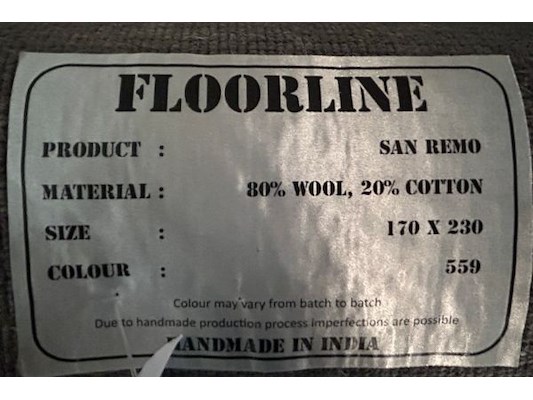 FLOORLINE
PRODUCT : SAN REMO
MATERIAL : 80% WOOL, 20% COTTON
SIZE : 170 X 230
COLOUR : 559
Colour may vary from batch to batch
Due to handmade production process imperfections are possible
HANDMADE IN INDIA